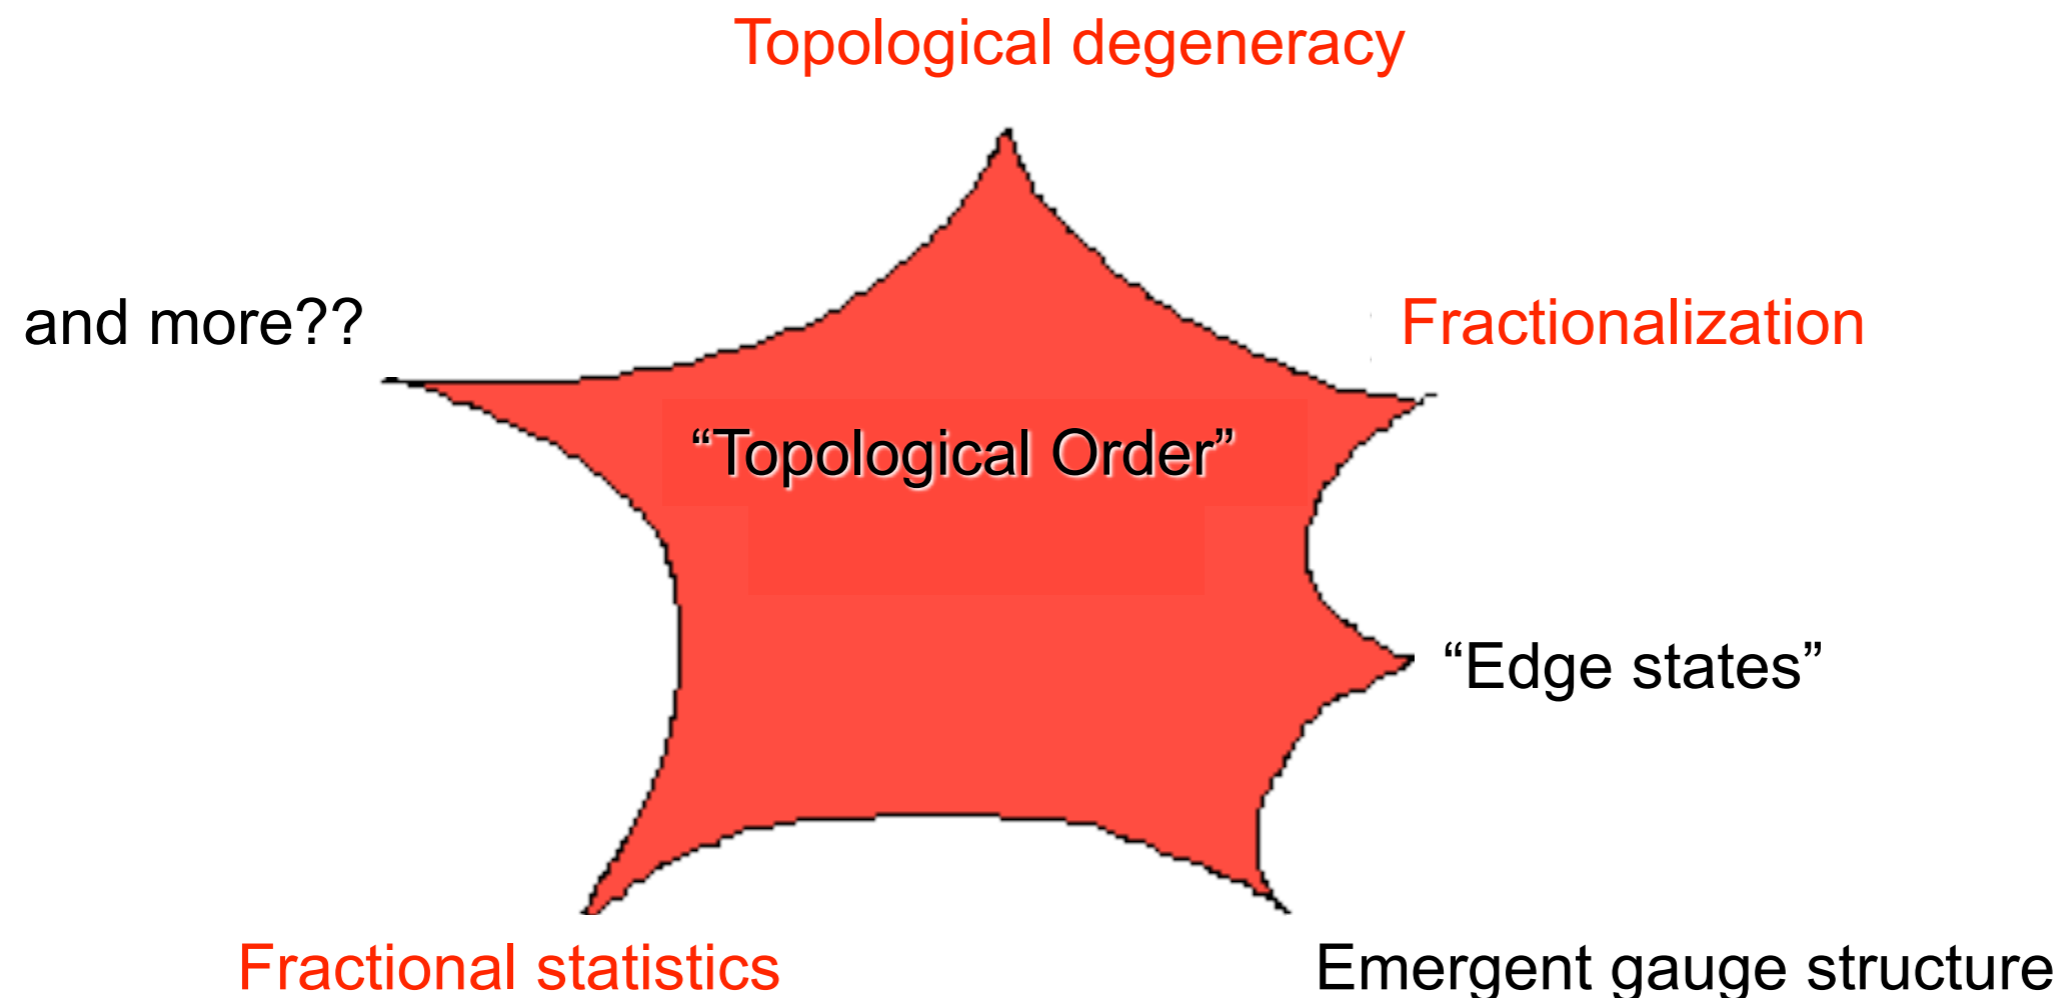 Topological degeneracy
and more??
Fractionalization
“Topological Order”
“Edge states”
Fractional statistics
Emergent gauge structure